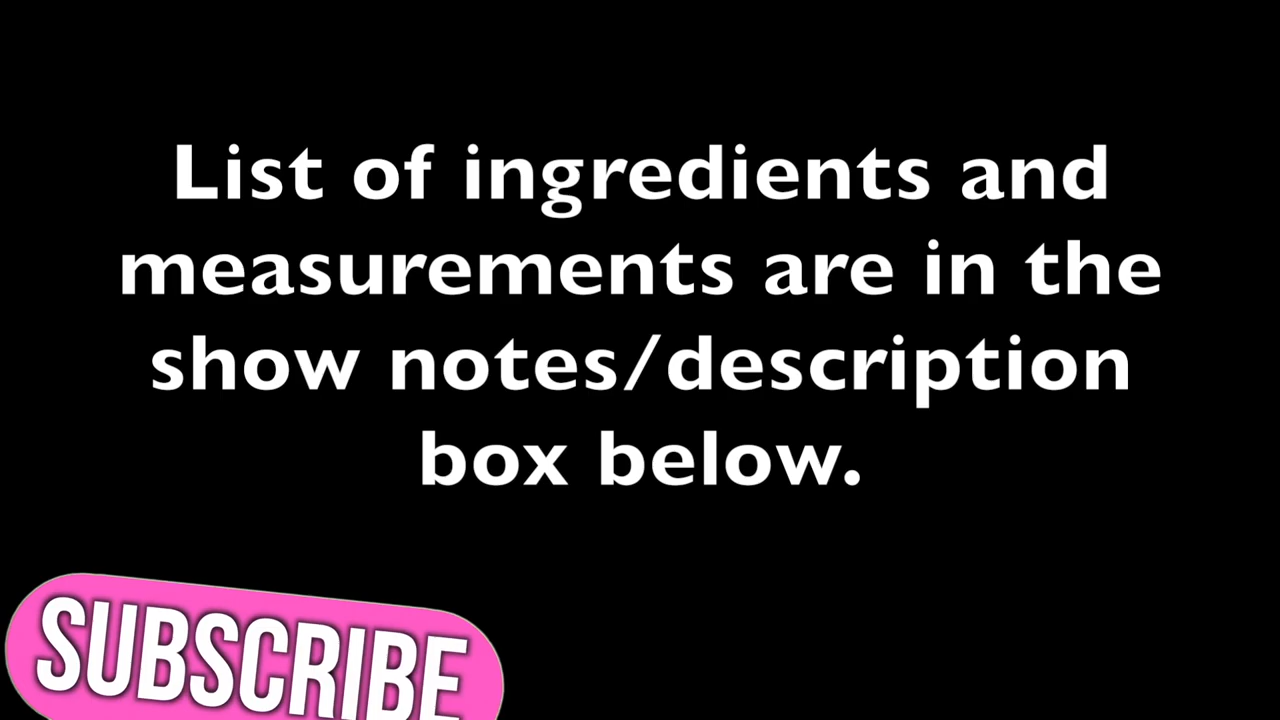 List of ingredients and
measurements are in the
show notes/description
box below.
SUBSCRIBE